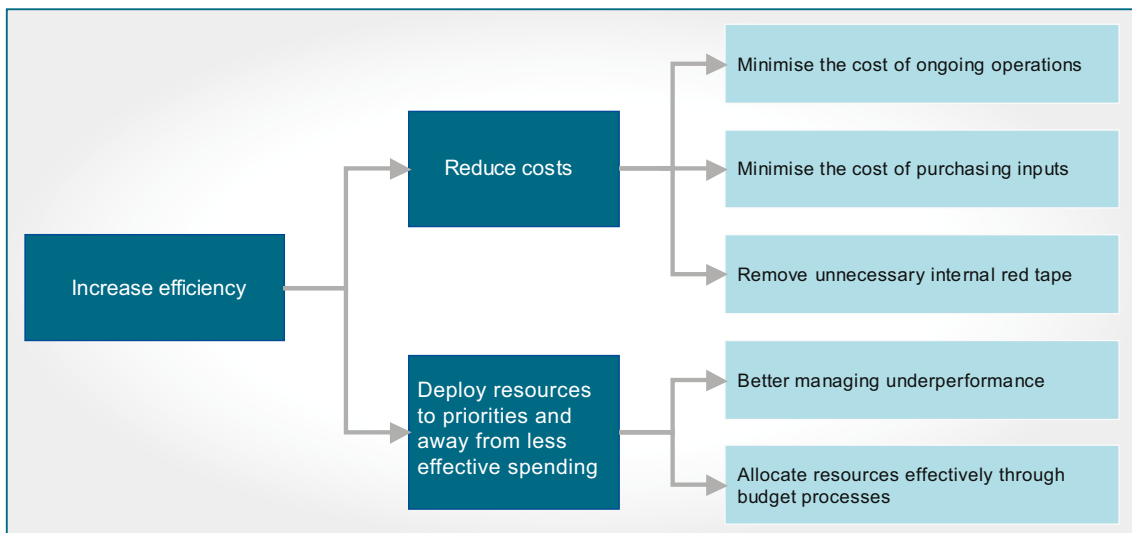 Increase efficiency
Reduce costs
Deploy resources
to priorities and
away from less
effective spending
Minimise the cost of ongoing operations
Minimise the cost of purchasing inputs
Remove unnecessary internal red tape
Better managing underperformance
Allocate resources effectively through
budget processes